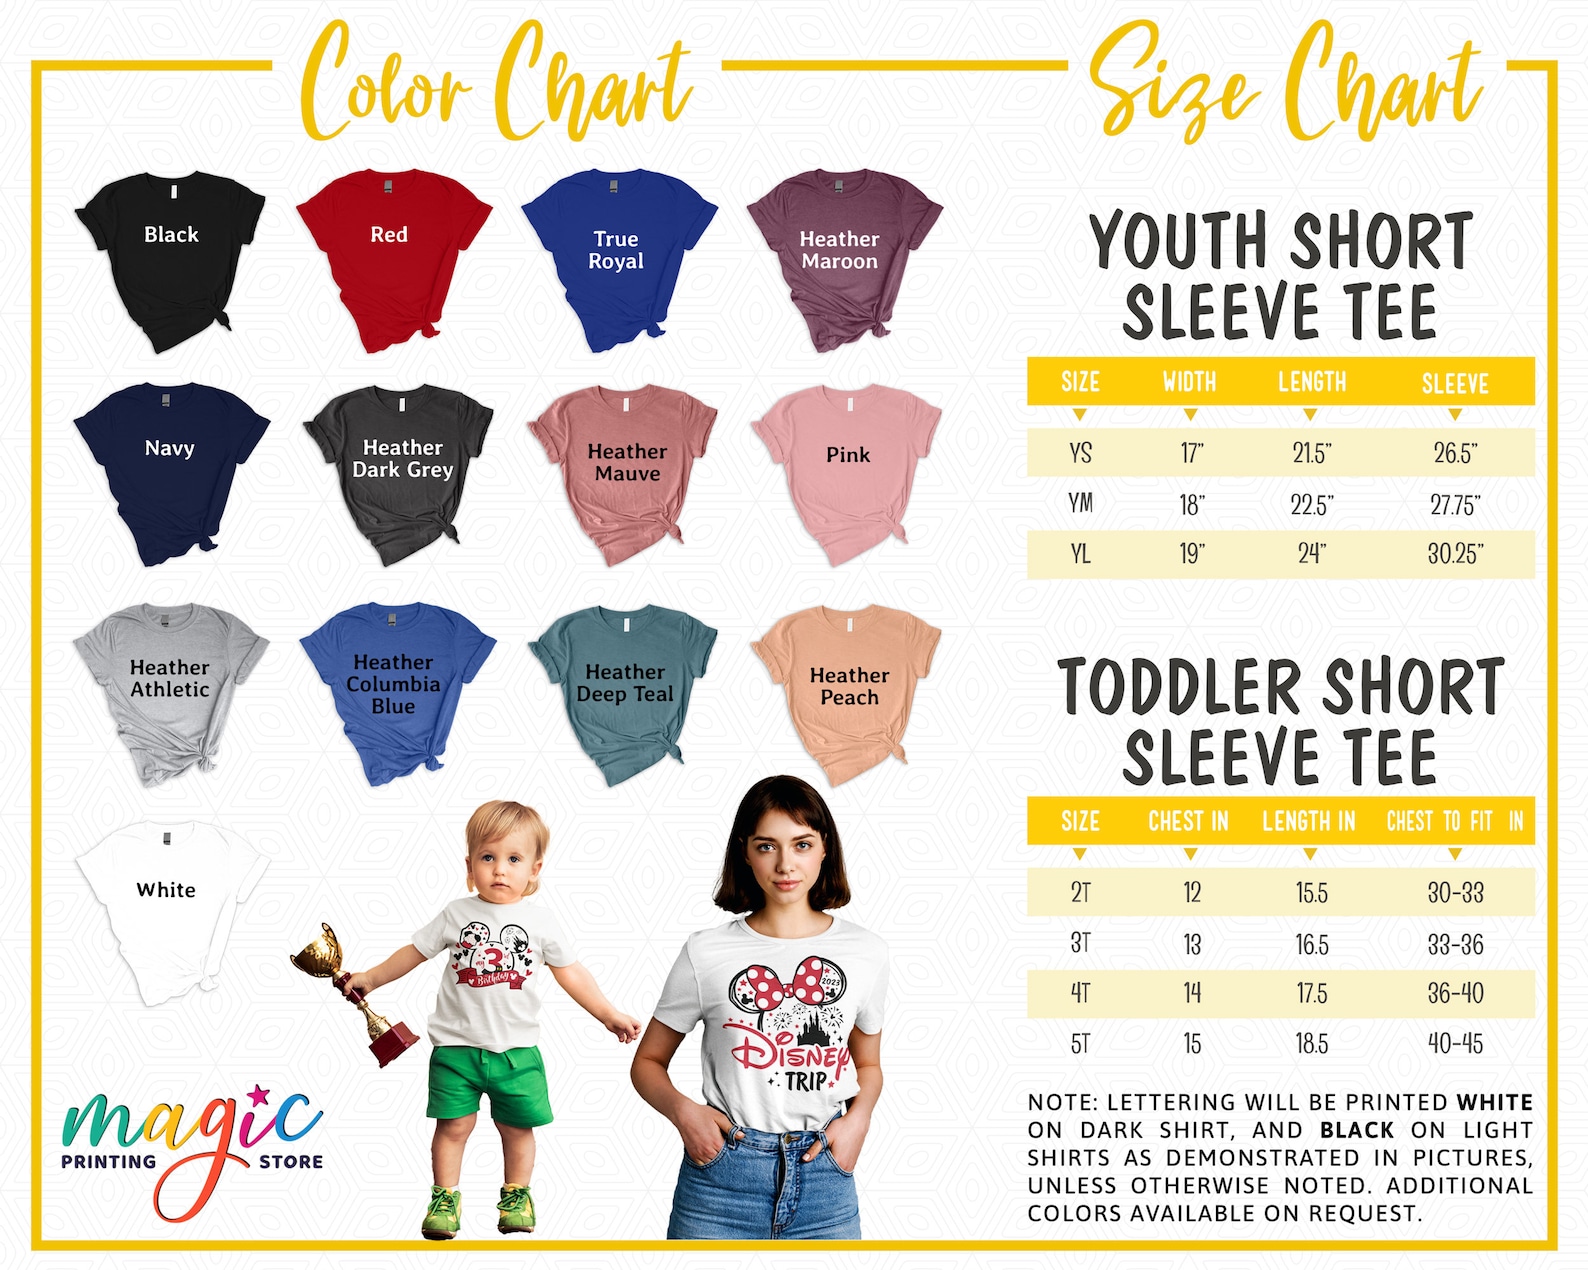 Color Chart
Size Chart
Black
Red
True
Royal
Heather
Maroon
Navy
Heather
Dark Grey
Heather
Mauve
Pink
Heather
Athletic
Heather
Columbia
Blue
Heather
Deep Teal
Heather
Peach
White
my 3rd
Birthday
2023
DISNEY
TRIP
magic
PRINTING STORE
YOUTH SHORT
SLEEVE TEE
SIZE WIDTH LENGTH SLEEVE
YS 17" 21.5" 26.5"
YM 18" 22.5" 27.75"
YL 19" 24" 30.25"
TODDLER SHORT
SLEEVE TEE
SIZE CHEST IN LENGTH IN CHEST TO FIT IN
2T 12 15.5 30-33
3T 13 16.5 33-36
4T 14 17.5 36-40
5T 15 18.5 40-45
NOTE: LETTERING WILL BE PRINTED WHITE
ON DARK SHIRT, AND BLACK ON LIGHT
SHIRTS AS DEMONSTRATED IN PICTURES,
UNLESS OTHERWISE NOTED. ADDITIONAL
COLORS AVAILABLE ON REQUEST.